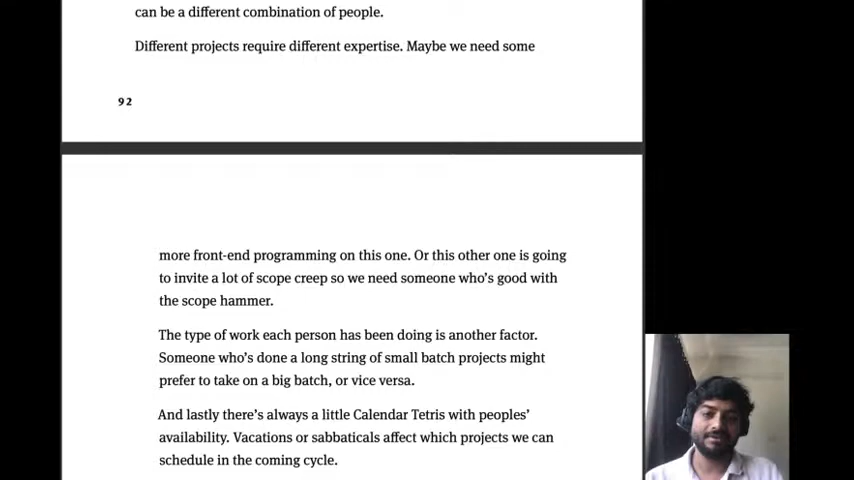 can be a different combination of people.
Different projects require different expertise. Maybe we need some
92
more front-end programming on this one. Or this other one is going
to invite a lot of scope creep so we need someone who’s good with
the scope hammer.
The type of work each person has been doing is another factor.
Someone who’s done a long string of small batch projects might
prefer to take on a big batch, or vice versa.
And lastly there’s always a little Calendar Tetris with peoples’
availability. Vacations or sabbaticals affect which projects we can
schedule in the coming cycle.